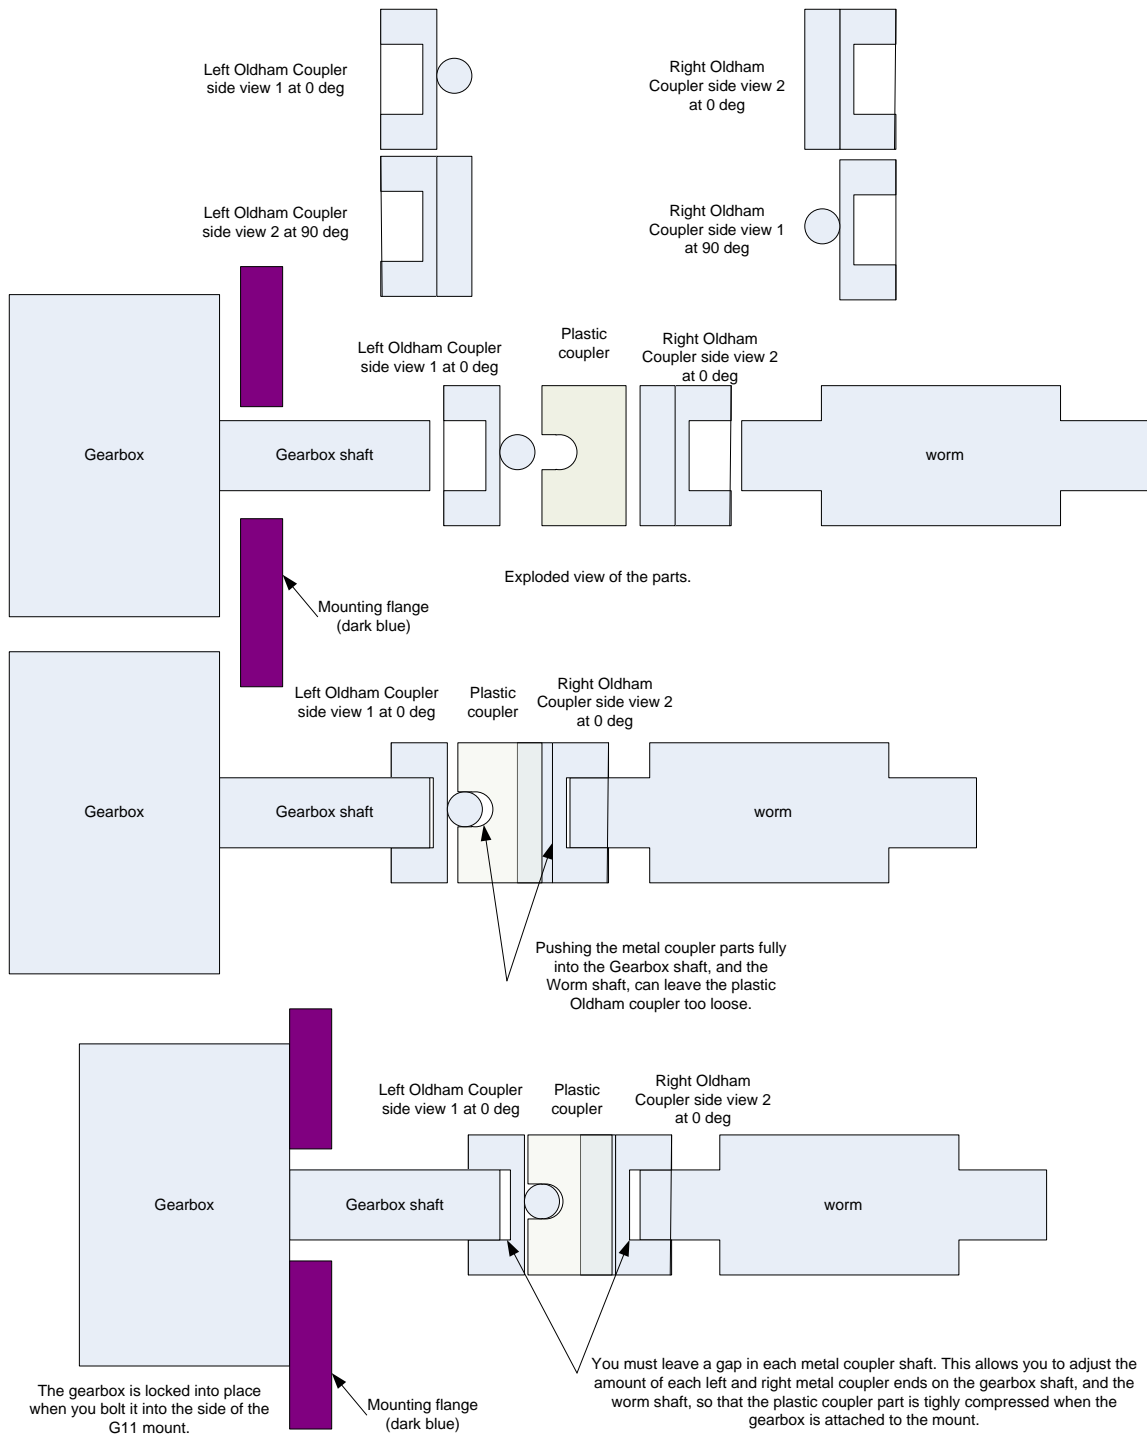 Left Oldham Coupler
side view 1 at 0 deg
Right Oldham
Coupler side view 2
at 0 deg
Left Oldham Coupler
side view 2 at 90 deg
Right Oldham
Coupler side view 1
at 90 deg
Left Oldham Coupler
side view 1 at 0 deg
Plastic
coupler
Right Oldham
Coupler side view 2
at 0 deg
Gearbox
Gearbox shaft
worm
Exploded view of the parts.
Mounting flange
(dark blue)
Left Oldham Coupler
side view 1 at 0 deg
Plastic
coupler
Right Oldham
Coupler side view 2
at 0 deg
Gearbox
Gearbox shaft
worm
Pushing the metal coupler parts fully
into the Gearbox shaft, and the
Worm shaft, can leave the plastic
Oldham coupler too loose.
Left Oldham Coupler
side view 1 at 0 deg
Plastic
coupler
Right Oldham
Coupler side view 2
at 0 deg
Gearbox
Gearbox shaft
worm
The gearbox is locked into place
when you bolt it into the side of the
G11 mount.
Mounting flange
(dark blue)
You must leave a gap in each metal coupler shaft. This allows you to adjust the
amount of each left and right metal coupler ends on the gearbox shaft, and the
worm shaft, so that the plastic coupler part is tighly compressed when the
gearbox is attached to the mount.